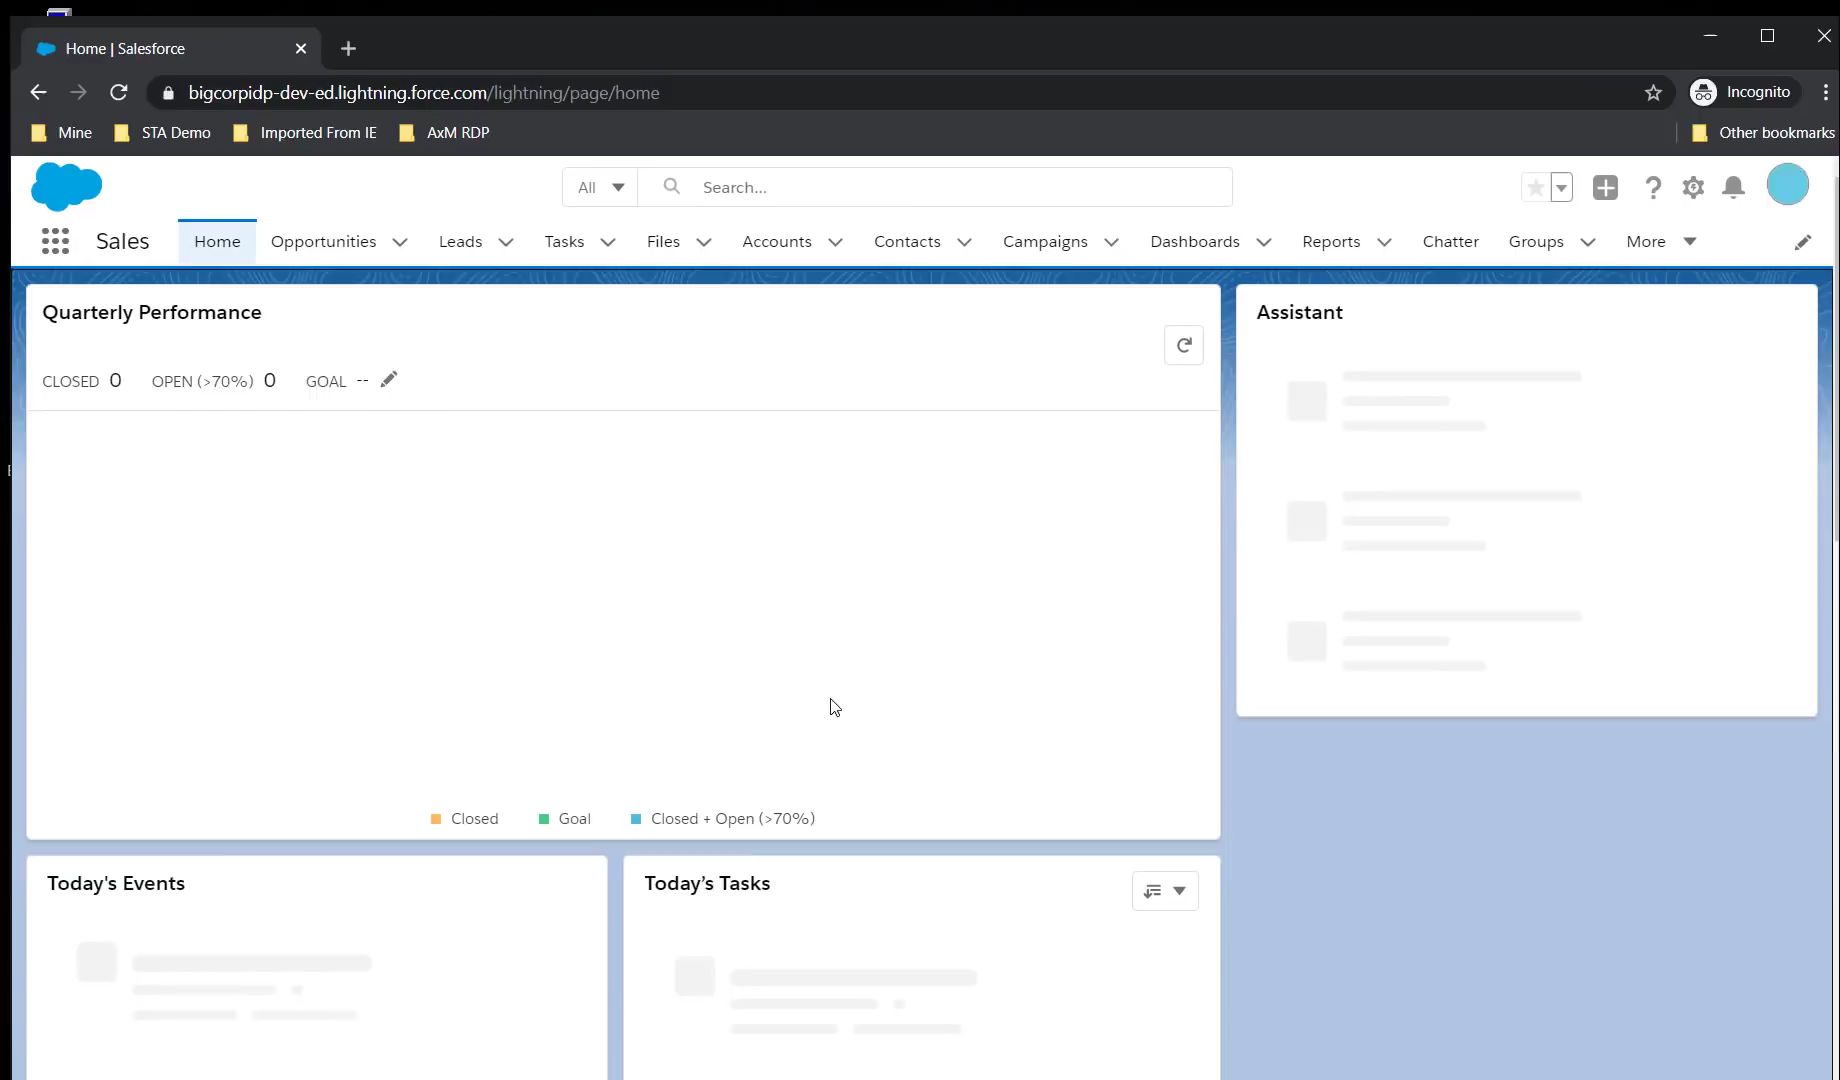 Home | Salesforce
bigcorpidp-dev-ed.lightning.force.com/lightning/page/home
Incognito
Mine
STA Demo
Imported From IE
AxM RDP
Other bookmarks
All
Search...
Sales
Home
Opportunities
Leads
Tasks
Files
Accounts
Contacts
Campaigns
Dashboards
Reports
Chatter
Groups
More
Quarterly Performance
CLOSED 0 OPEN (>70%) 0 GOAL --
Closed
Goal
Closed + Open (>70%)
Assistant
Today's Events
Today’s Tasks